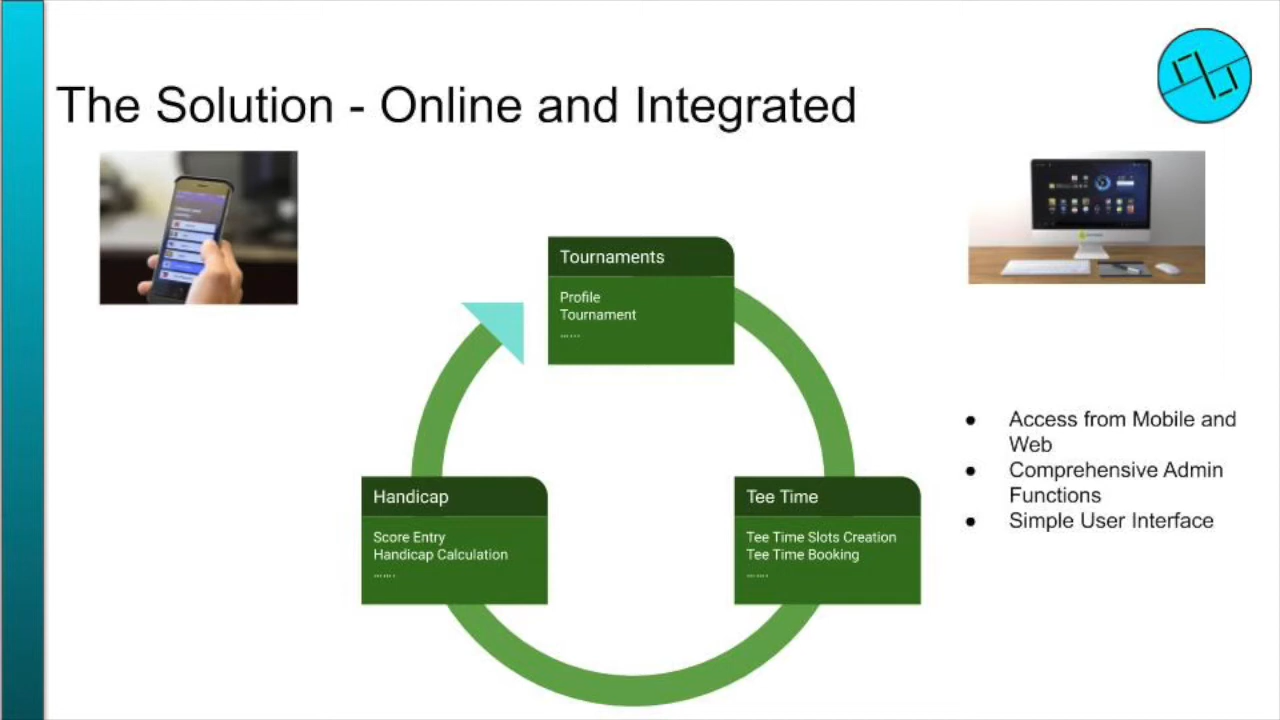 The Solution - Online and Integrated
Tournaments
Profile
Tournament
......
Handicap
Score Entry
Handicap Calculation
.......
Tee Time
Tee Time Slots Creation
Tee Time Booking
.......
● Access from Mobile and
Web
● Comprehensive Admin
Functions
● Simple User Interface